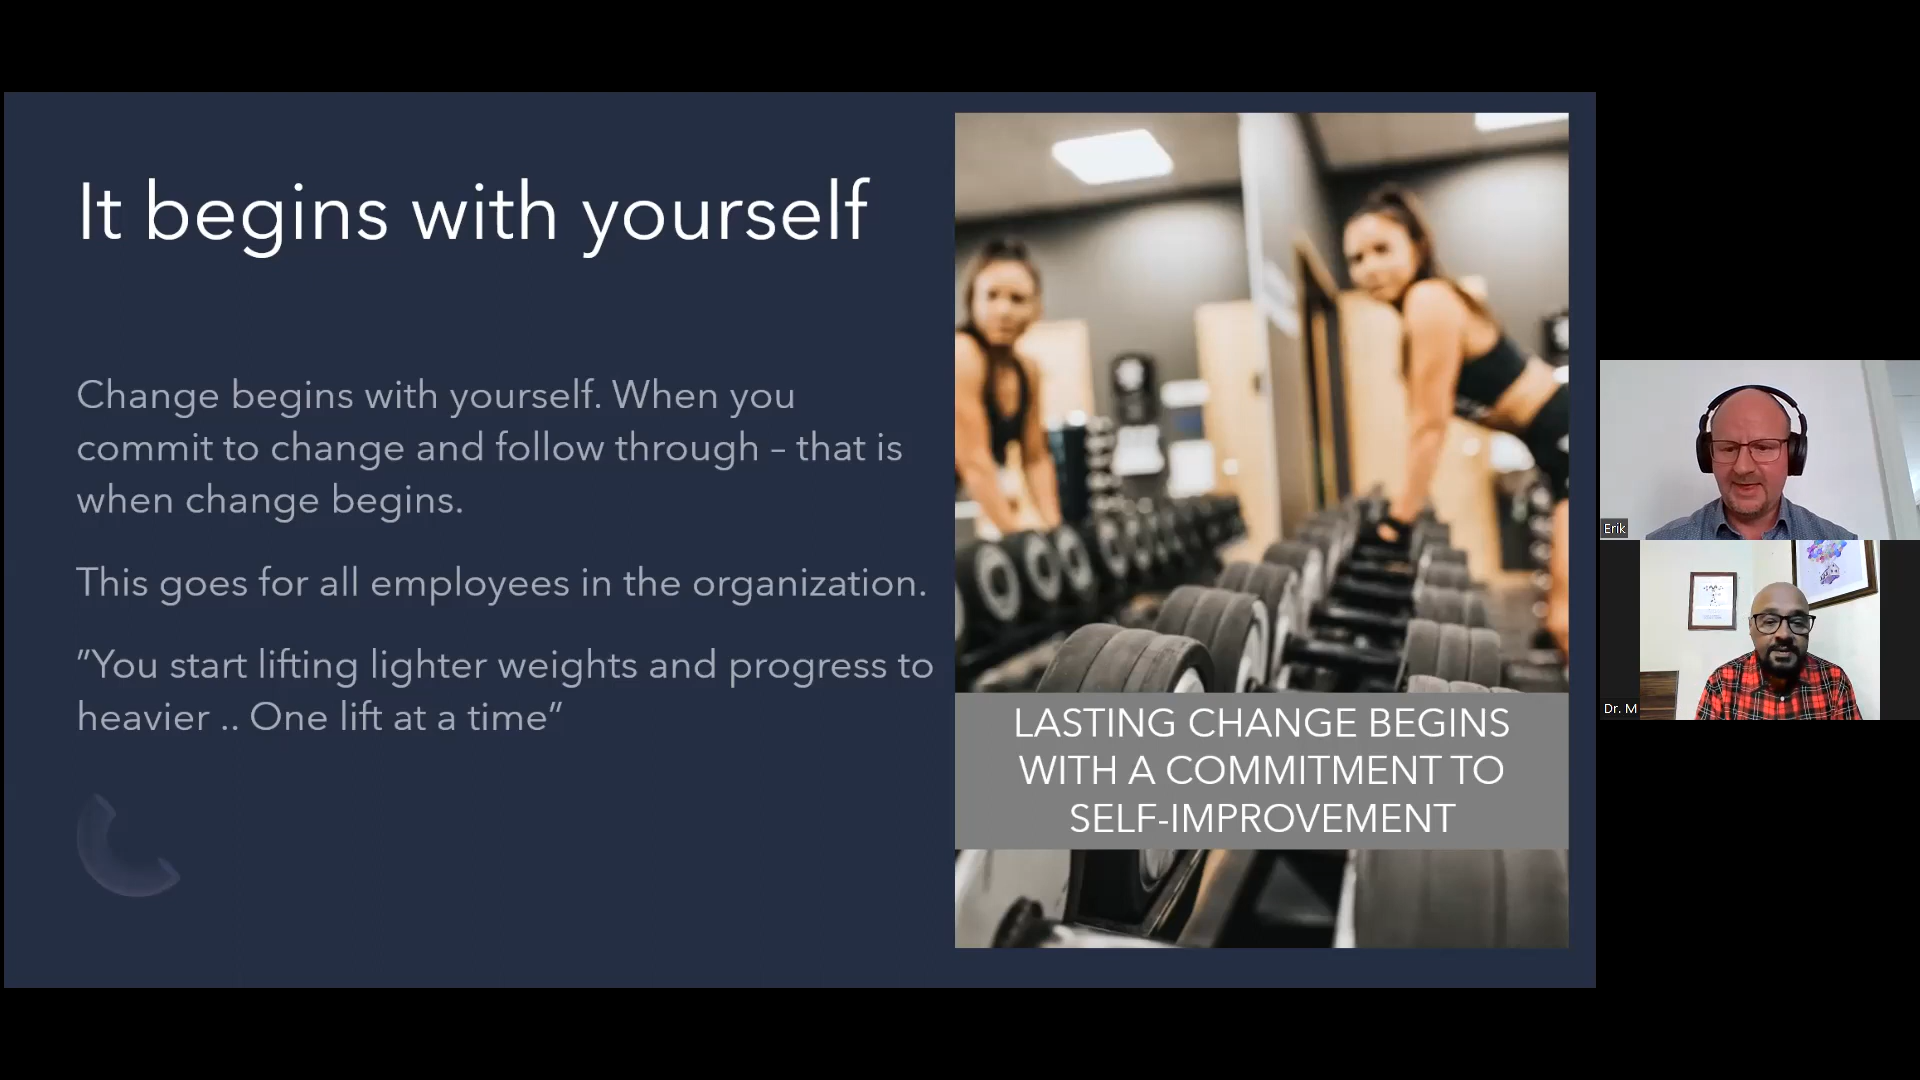 It begins with yourself
Change begins with yourself. When you
commit to change and follow through – that is
when change begins.
This goes for all employees in the organization.
”You start lifting lighter weights and progress to
heavier .. One lift at a time”
LASTING CHANGE BEGINS
WITH A COMMITMENT TO
SELF-IMPROVEMENT
Erik
Dr. M